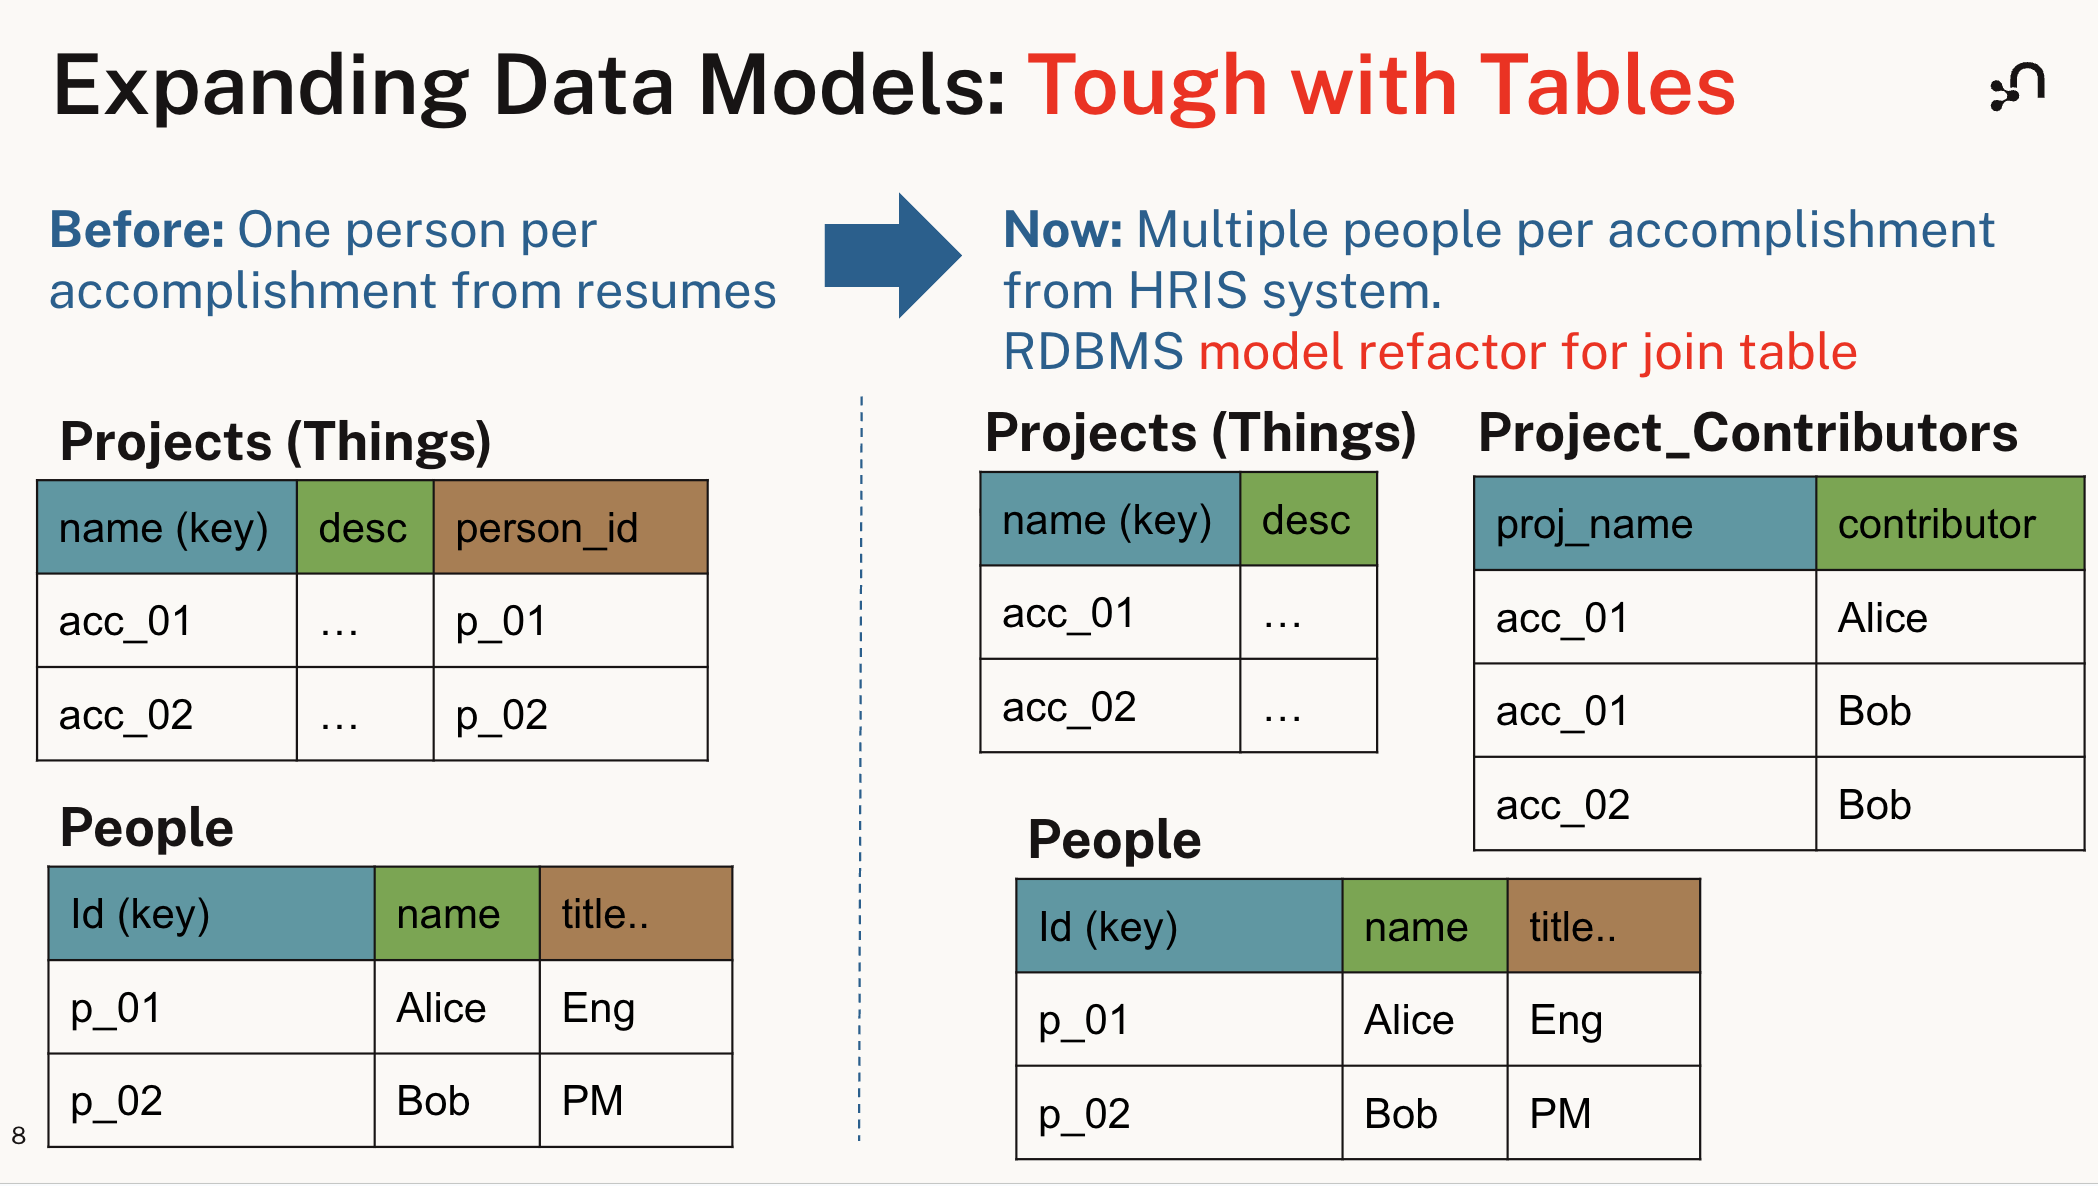 Expanding Data Models: Tough with Tables
Before: One person per
accomplishment from resumes
Now: Multiple people per accomplishment
from HRIS system.
RDBMS model refactor for join table
Projects (Things)
name (key) desc person_id
acc_01 … p_01
acc_02 … p_02
People
Id (key) name title..
p_01 Alice Eng
p_02 Bob PM
Projects (Things)
name (key) desc
acc_01 …
acc_02 …
Project_Contributors
proj_name contributor
acc_01 Alice
acc_01 Bob
acc_02 Bob
People
Id (key) name title..
p_01 Alice Eng
p_02 Bob PM
8